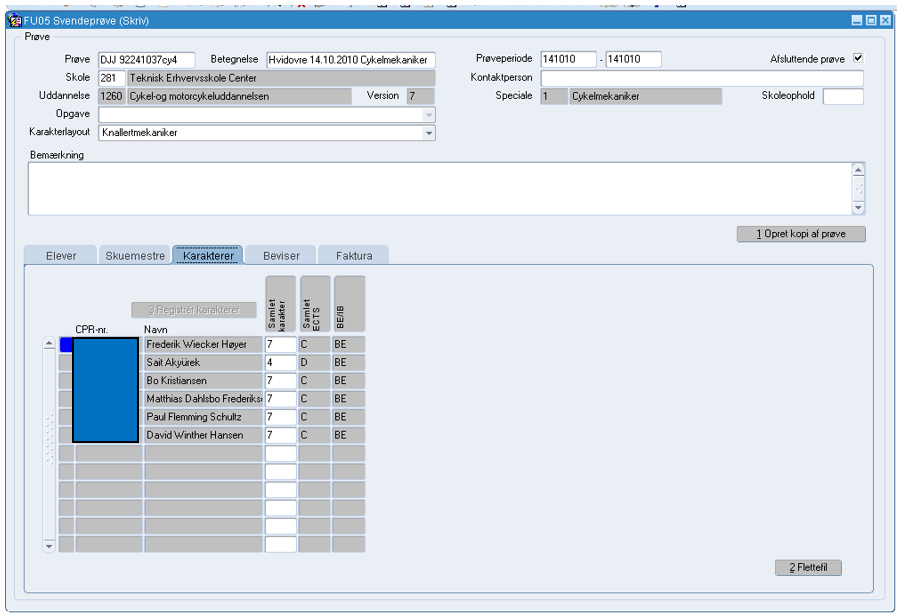 FU05 Svendeprøve (Skriv)
Prøve
Prøve DJJ 92241037cy4 Betegnelse Hvidovre 14.10.2010 Cykelmekaniker Prøveperiode 141010 - 141010 Afsluttende prøve
Skole 281 Teknisk Erhvervsskole Center Kontaktperson
Uddannelse 1260 Cykel-og motorcykeluddannelsen Version 7 Speciale 1 Cykelmekaniker Skoleophold
Opgave
Karakterlayout Knallertmekaniker
Bemærkning
1 Opret kopi af prøve
Elever Skuemestre Karakterer Beviser Faktura
3 Registrér karakterer
Samlet karakter Samlet ECTS BE/IB
CPR-nr. Navn
Frederik Wiecker Høyer 7 C BE
Sait Akyürek 4 D BE
Bo Kristiansen 7 C BE
Matthias Dahlsbo Frederiks 7 C BE
Paul Flemming Schultz 7 C BE
David Winther Hansen 7 C BE
2 Flettefil